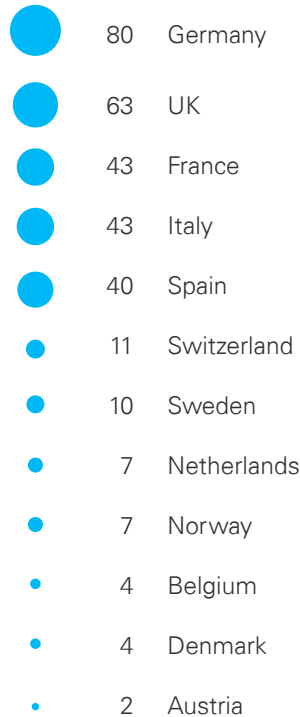 80 Germany
63 UK
43 France
43 Italy
40 Spain
11 Switzerland
10 Sweden
7 Netherlands
7 Norway
4 Belgium
4 Denmark
2 Austria